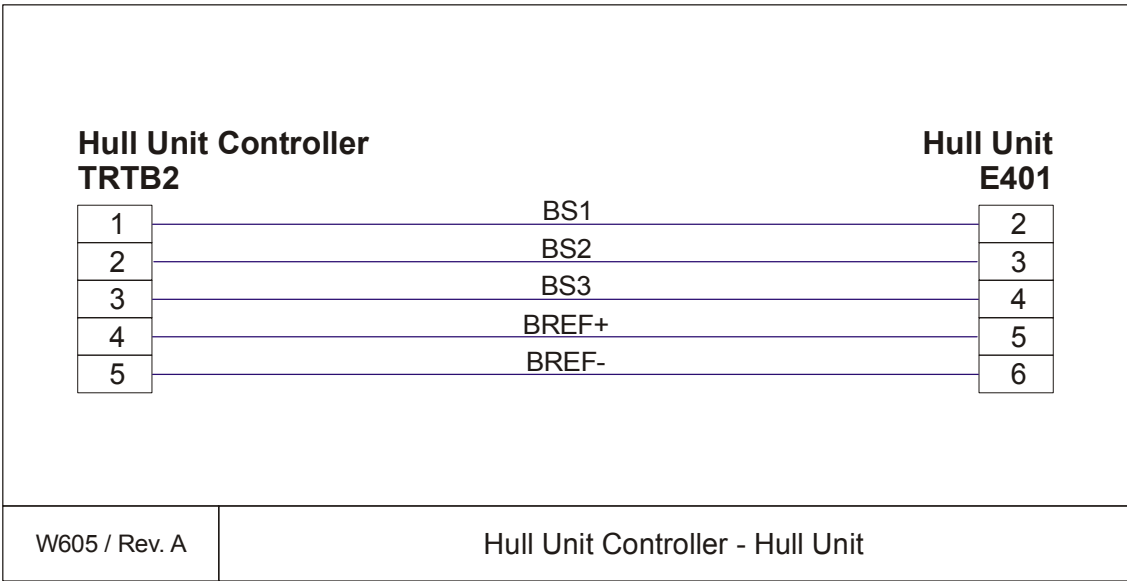 Hull Unit Controller
TRTB2
Hull Unit
E401
1 BS1 2
2 BS2 3
3 BS3 4
4 BREF+ 5
5 BREF- 6
W605 / Rev. A
Hull Unit Controller - Hull Unit